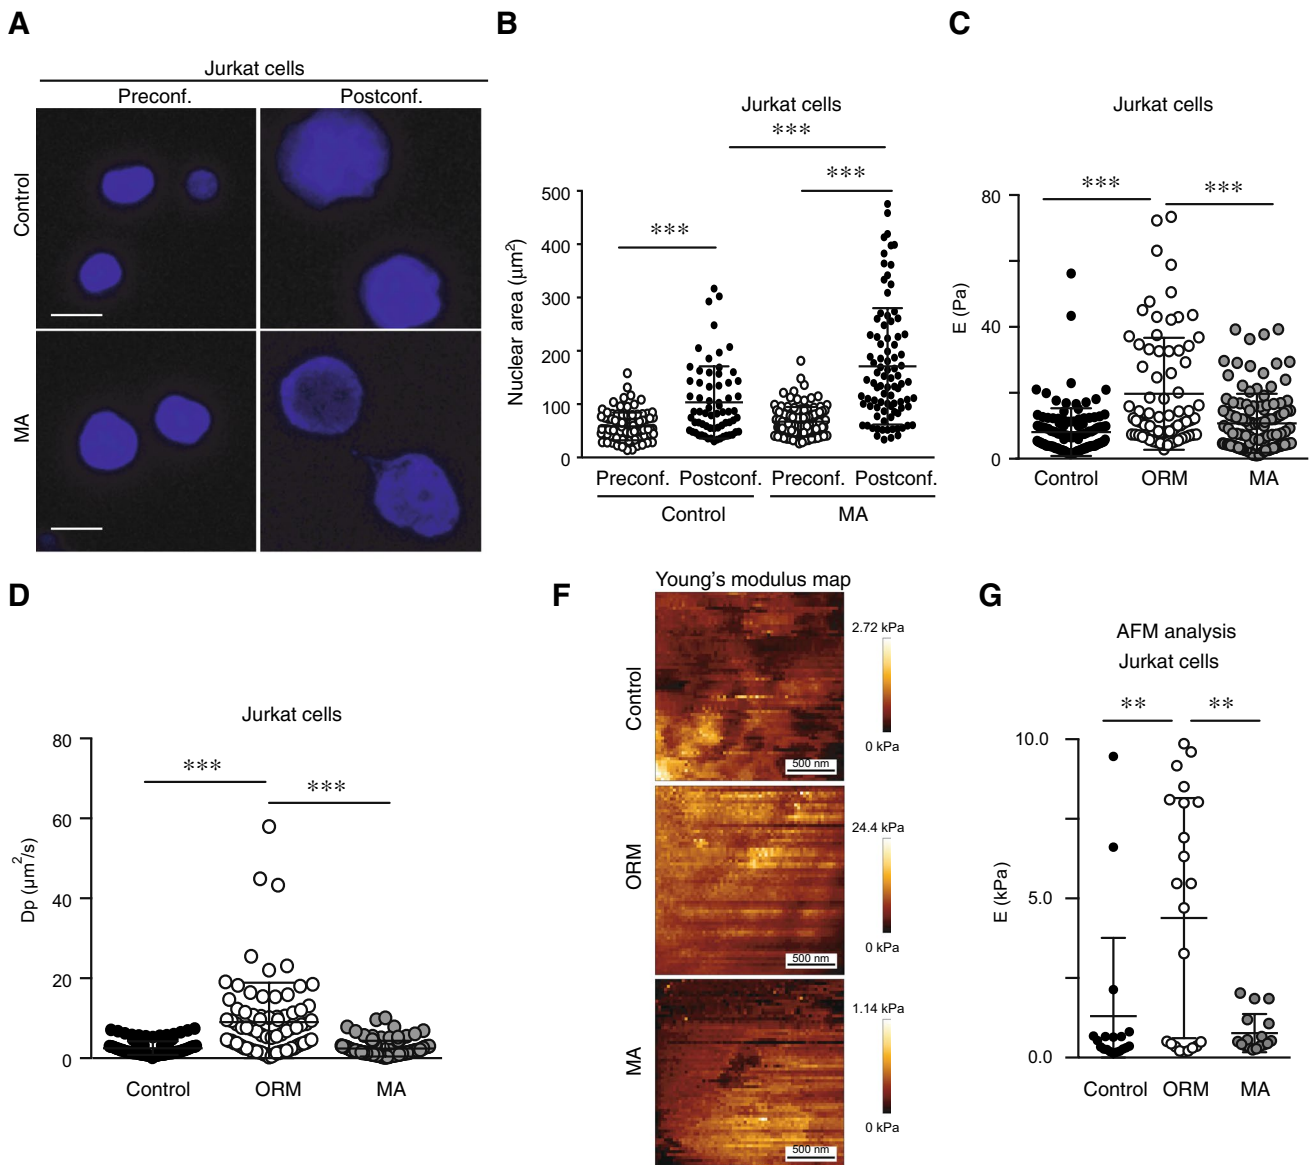 A
Jurkat cells
Preconf. Postconf.
Control
MA
B
Jurkat cells
***
***
***
Nuclear area (µm²)
500
400
300
200
100
0
Preconf. Postconf. Preconf. Postconf.
Control MA
C
Jurkat cells
*** ***
E (Pa)
80
40
0
Control ORM MA
D
Jurkat cells
***
***
Dp (µm²/s)
80
60
40
20
0
Control ORM MA
F
Young's modulus map
Control
2.72 kPa
0 kPa
500 nm
ORM
24.4 kPa
0 kPa
500 nm
MA
1.14 kPa
0 kPa
500 nm
G
AFM analysis
Jurkat cells
** **
E (kPa)
10.0
5.0
0.0
Control ORM MA